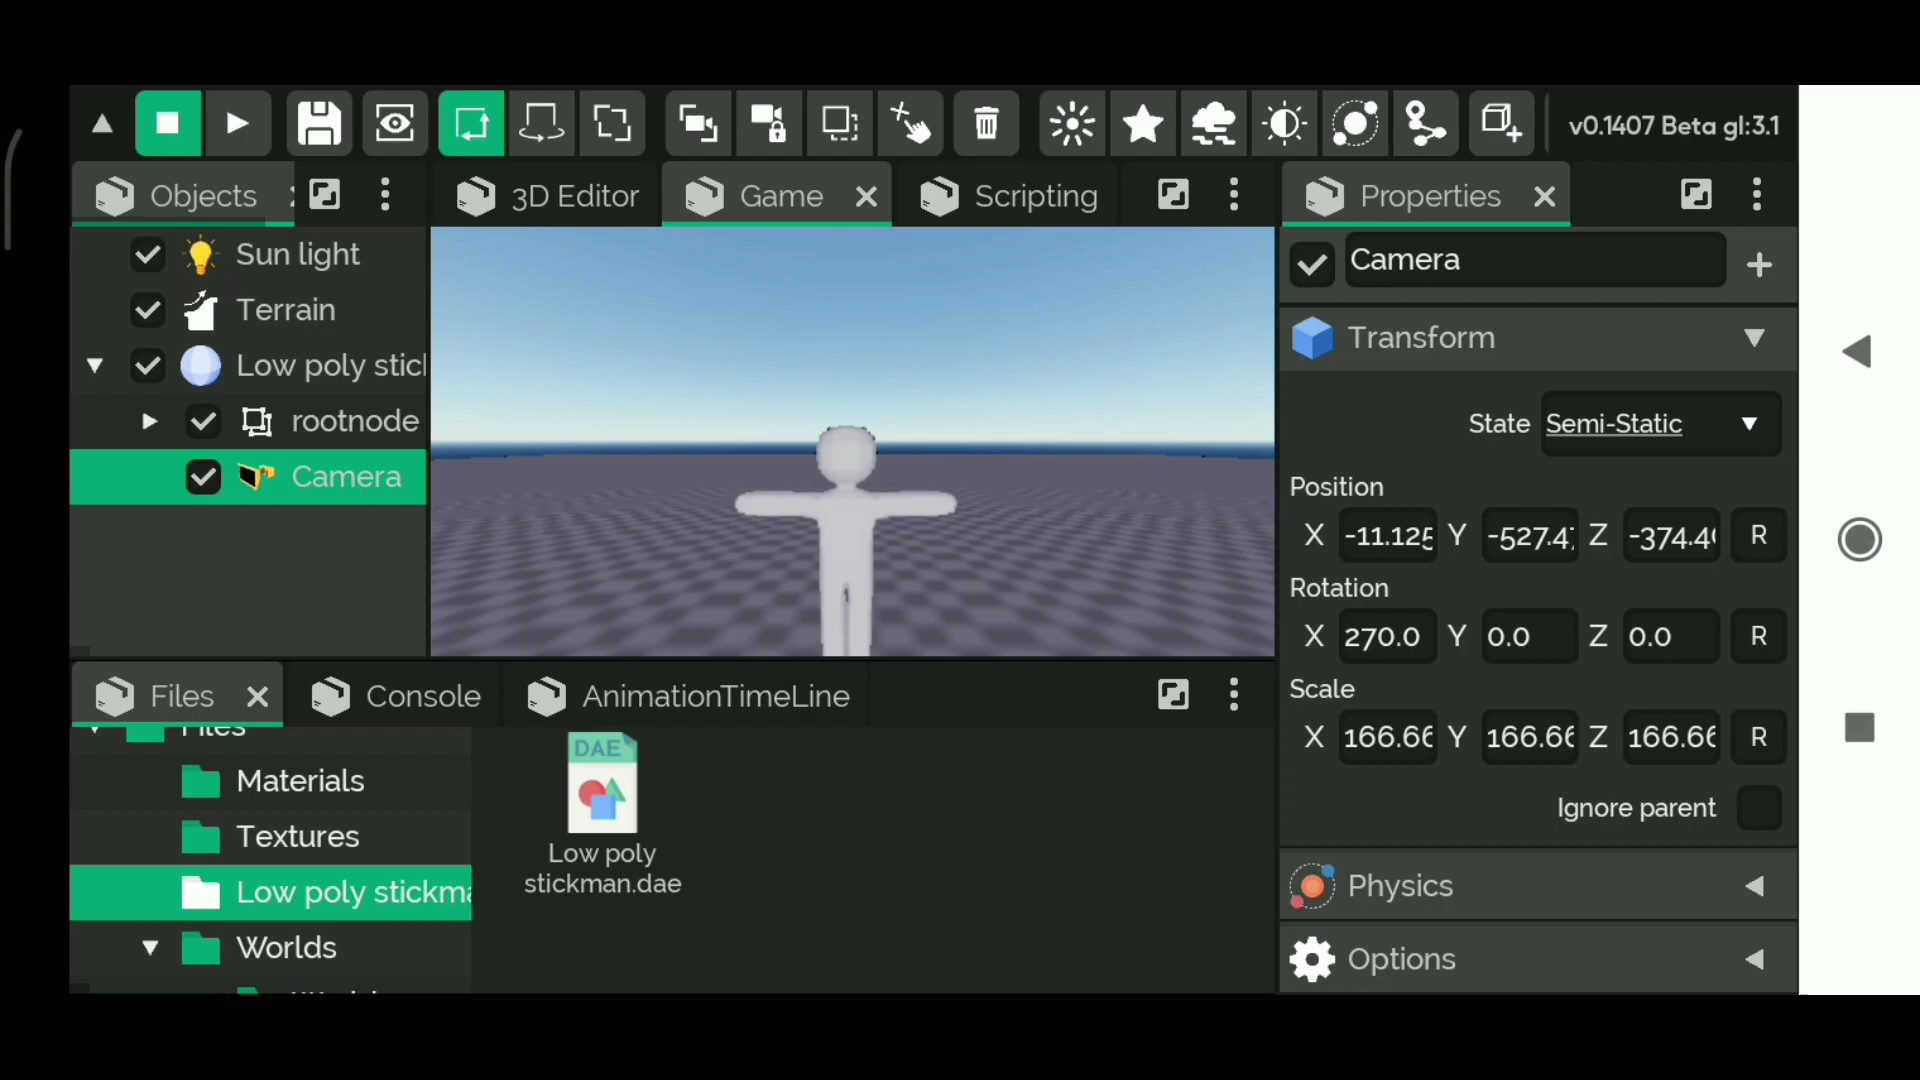 v0.1407 Beta gl:3.1
Objects
3D Editor
Game
Scripting
Properties
Sun light
Terrain
Low poly stic
rootnode
Camera
Camera
Transform
State Semi-Static
Position
X -11.125 Y -527.47 Z -374.4 R
Rotation
X 270.0 Y 0.0 Z 0.0 R
Scale
X 166.66 Y 166.66 Z 166.66 R
Ignore parent
Physics
Options
Files
Console
AnimationTimeLine
Files
Materials
Textures
Low poly stickma
Worlds
DAE
Low poly
stickman.dae